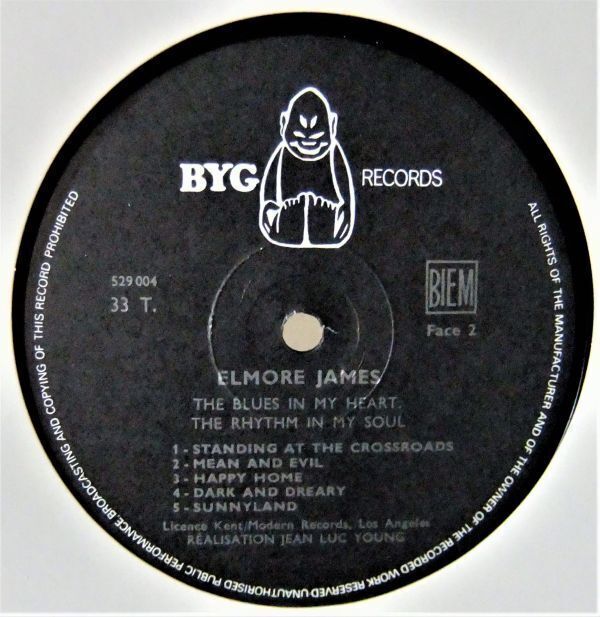 BYG RECORDS
529 004
33 T.
BIEM
Face 2
ELMORE JAMES
THE BLUES IN MY HEART,
THE RHYTHM IN MY SOUL
1 - STANDING AT THE CROSSROADS
2 - MEAN AND EVIL
3 - HAPPY HOME
4 - DARK AND DREARY
5 - SUNNYLAND
Licence Kent/Modern Records, Los Angeles
RÉALISATION JEAN LUC YOUNG
ALL RIGHTS OF THE MANUFACTURER AND OF THE OWNER OF THE RECORDED WORK RESERVED-UNAUTHORISED PUBLIC PERFORMANCE, BROADCASTING AND COPYING OF THIS RECORD PROHIBITED